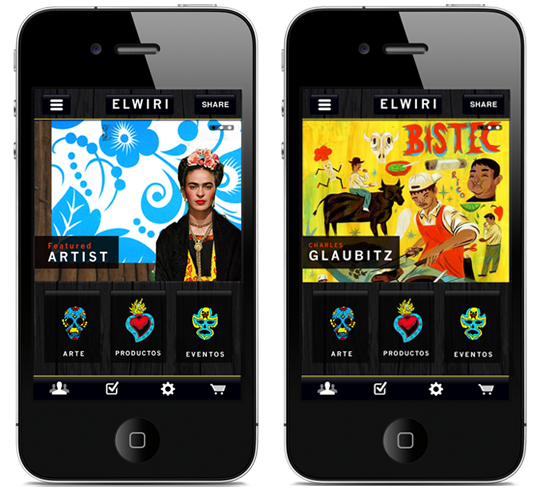 ELWIRI
SHARE
Featured
ARTIST
ARTE
PRODUCTOS
EVENTOS
ELWIRI
SHARE
BISTEC
CHARLES
GLAUBITZ
ARTE
PRODUCTOS
EVENTOS